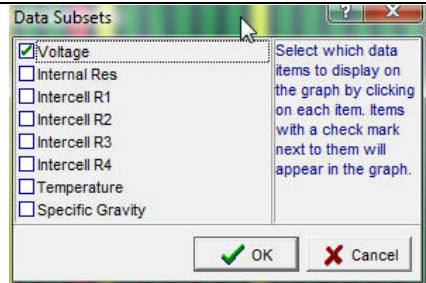 Data Subsets
Voltage
Internal Res
Intercell R1
Intercell R2
Intercell R3
Intercell R4
Temperature
Specific Gravity
Select which data
items to display on
the graph by clicking
on each item. Items
with a check mark
next to them will
appear in the graph.
OK
Cancel